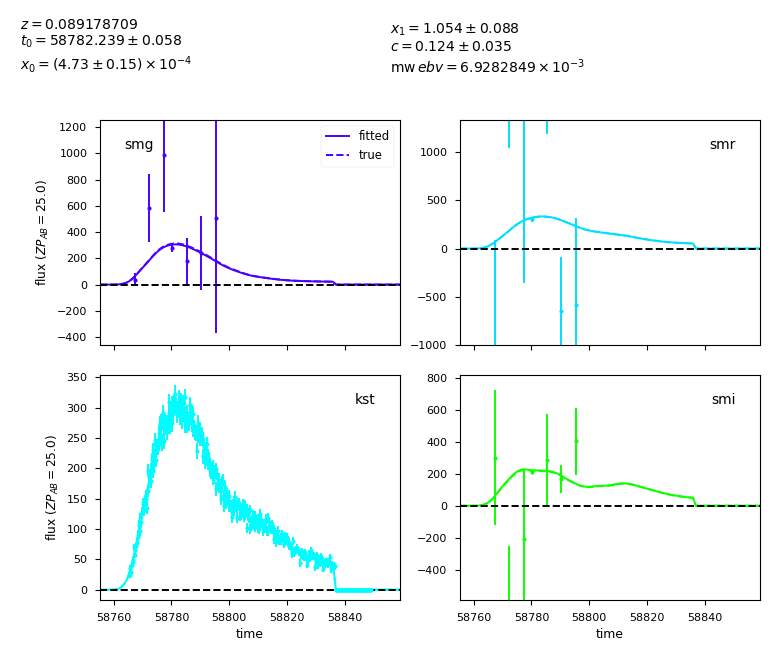 z = 0.089178709
t₀ = 58782.239 ± 0.058
x₀ = (4.73 ± 0.15) × 10⁻⁴
x₁ = 1.054 ± 0.088
c = 0.124 ± 0.035
mw ebv = 6.9282849 × 10⁻³
smg
fitted
true
1200
1000
800
600
400
200
0
−200
−400
flux (ZP_AB = 25.0)
smr
1000
500
0
−500
−1000
kst
350
300
250
200
150
100
50
0
flux (ZP_AB = 25.0)
58760 58780 58800 58820 58840
time
smi
800
600
400
200
0
−200
−400
58760 58780 58800 58820 58840
time